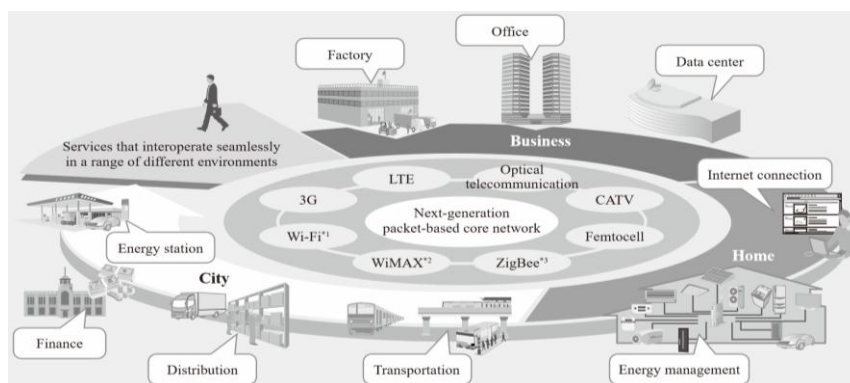 Office
Factory
Data center
Services that interoperate seamlessly
in a range of different environments
Business
Optical
telecommunication
LTE
Internet connection
3G
CATV
Next-generation
packet-based core network
Wi-Fi*1
Femtocell
Energy station
WiMAX*2
ZigBee*3
Home
City
Finance
Distribution
Transportation
Energy management